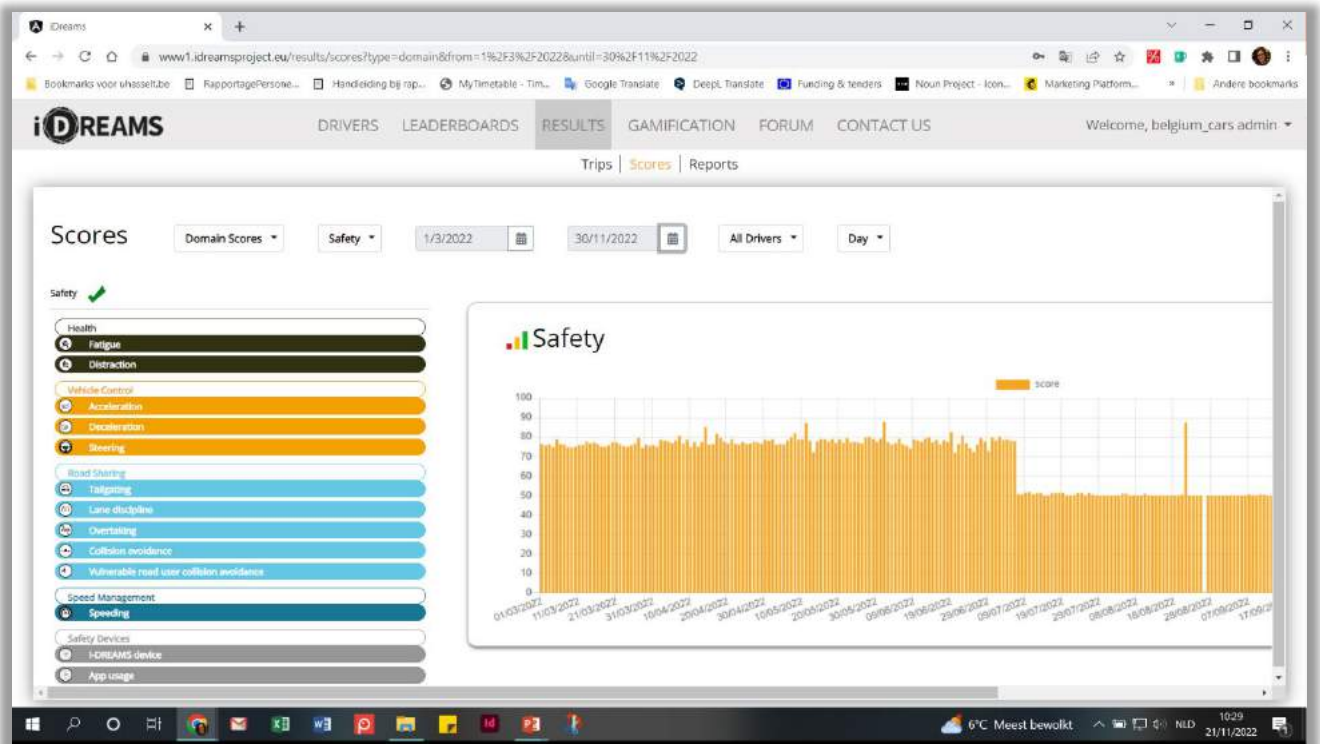 iDreams
www1.idreamsproject.eu/results/scores?type=domain&from=1%2F3%2F2022&until=30%2F11%2F2022
Bookmarks voor uhasselt.be RapportagePersone... Handleiding bij rap... MyTimetable - Tim... Google Translate DeepL Translate Funding & tenders Noun Project - Icon... Marketing Platform... » Andere bookmarks
iDREAMS DRIVERS LEADERBOARDS RESULTS GAMIFICATION FORUM CONTACT US Welcome, belgium_cars admin
Trips | Scores | Reports
Scores Domain Scores Safety 1/3/2022 30/11/2022 All Drivers Day
Safety
Health
Fatigue
Distraction
Vehicle Control
Acceleration
Deceleration
Steering
Road Sharing
Tailgating
Lane discipline
Overtaking
Collision avoidance
Vulnerable road user collision avoidance
Speed Management
Speeding
Safety Devices
I-DREAMS device
App usage
Safety
score
100
90
80
70
60
50
40
30
20
10
0
01/03/2022 11/03/2022 21/03/2022 31/03/2022 10/04/2022 20/04/2022 30/04/2022 10/05/2022 20/05/2022 30/05/2022 09/06/2022 19/06/2022 29/06/2022 09/07/2022 19/07/2022 29/07/2022 08/08/2022 18/08/2022 28/08/2022 07/09/2022
6°C Meest bewolkt NLD 10:29
21/11/2022